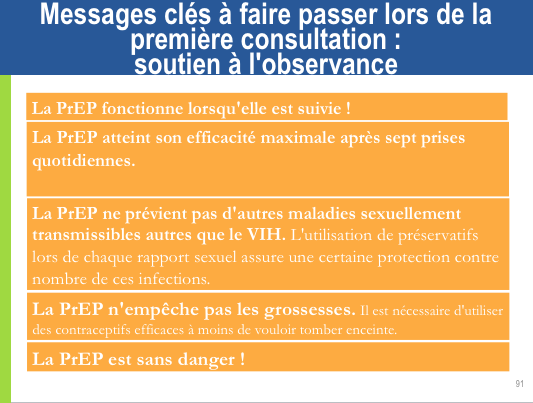 Messages clés à faire passer lors de la
première consultation :
soutien à l'observance
La PrEP fonctionne lorsqu'elle est suivie !
La PrEP atteint son efficacité maximale après sept prises
quotidiennes.
La PrEP ne prévient pas d'autres maladies sexuellement
transmissibles autres que le VIH. L'utilisation de préservatifs
lors de chaque rapport sexuel assure une certaine protection contre
nombre de ces infections.
La PrEP n'empêche pas les grossesses. Il est nécessaire d'utiliser
des contraceptifs efficaces à moins de vouloir tomber enceinte.
La PrEP est sans danger !
91